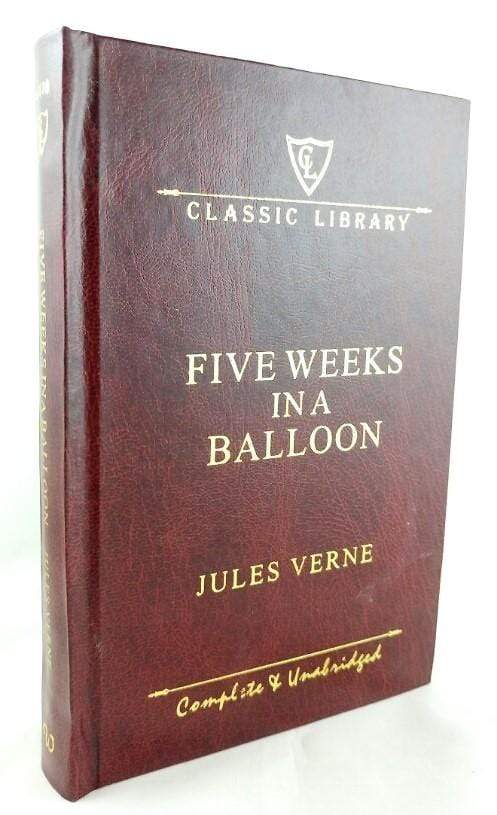 CL
CLASSIC LIBRARY
FIVE WEEKS
IN A
BALLOON
JULES VERNE
Complete & Unabridged
FIVE WEEKS IN A BALLOON JULES VERNE